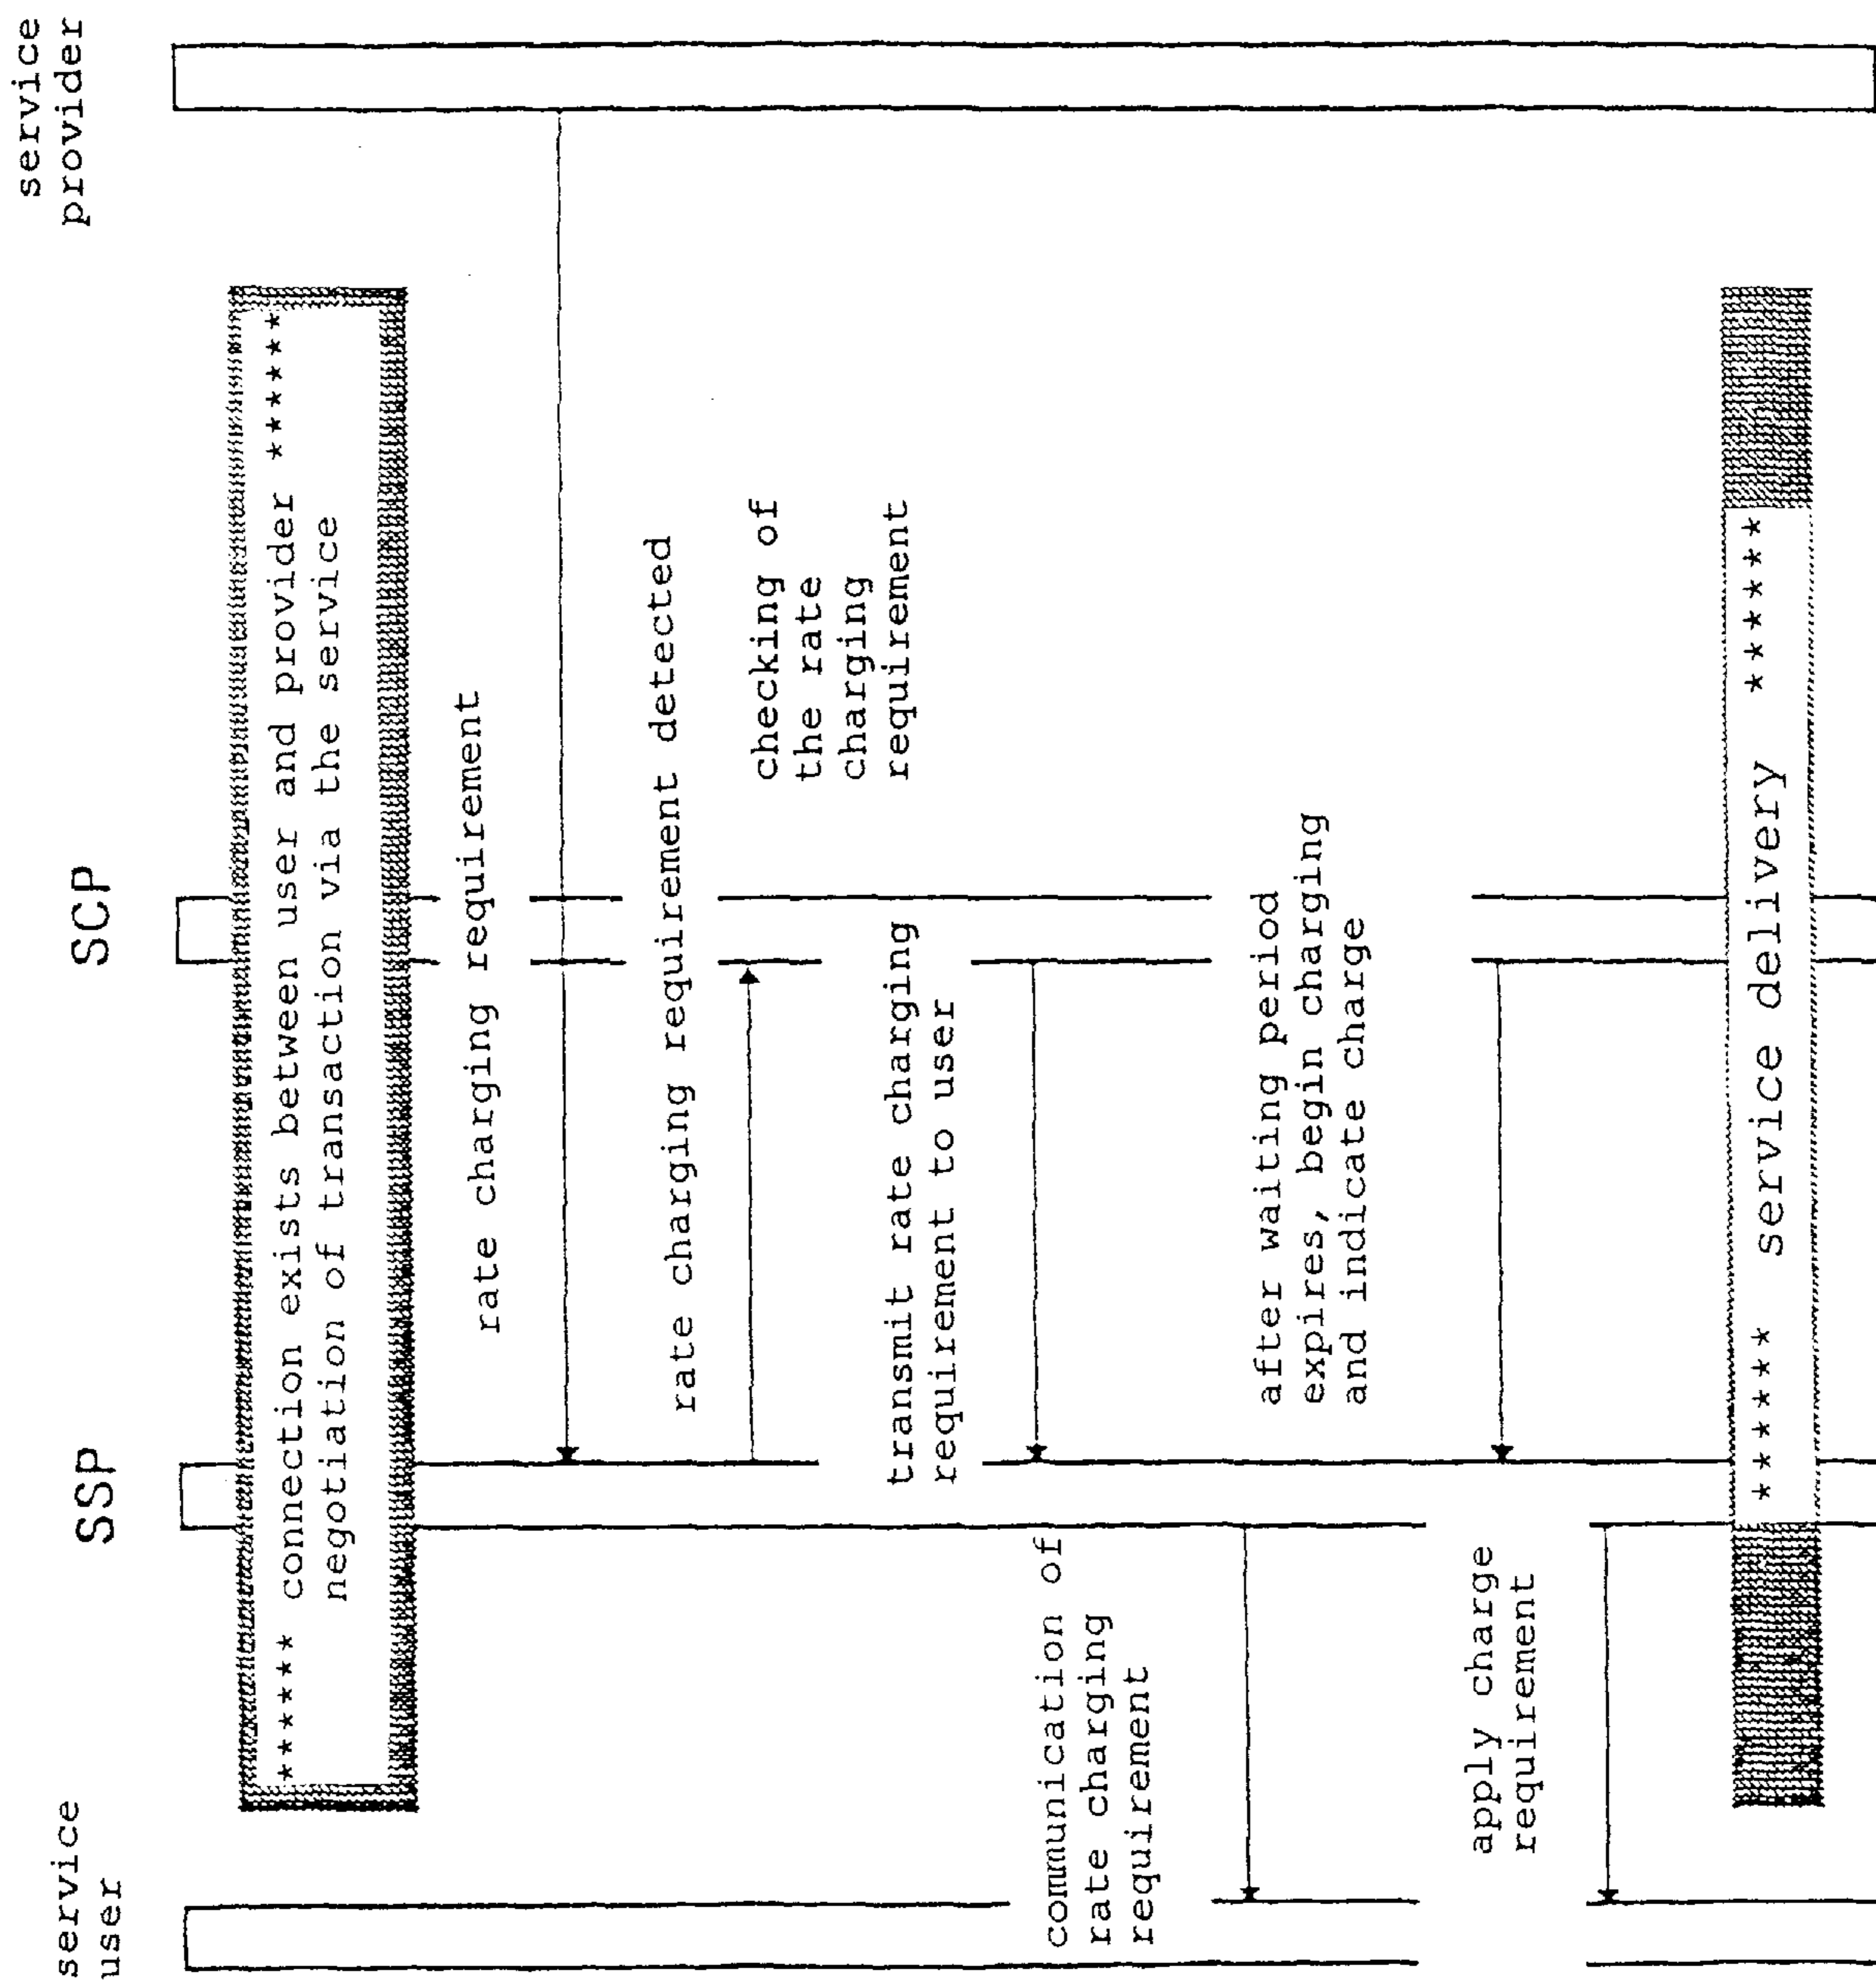 service
user
SSP
SCP
service
provider
****** connection exists between user and provider ******
negotiation of transaction via the service
rate charging requirement
rate charging requirement detected
checking of
the rate
charging
requirement
transmit rate charging
requirement to user
communication of
rate charging
requirement
after waiting period
expires, begin charging
and indicate charge
apply charge
requirement
****** service delivery ******